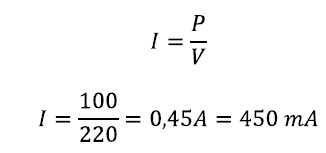 I = P/V
I = 100/220 = 0,45A = 450 mA